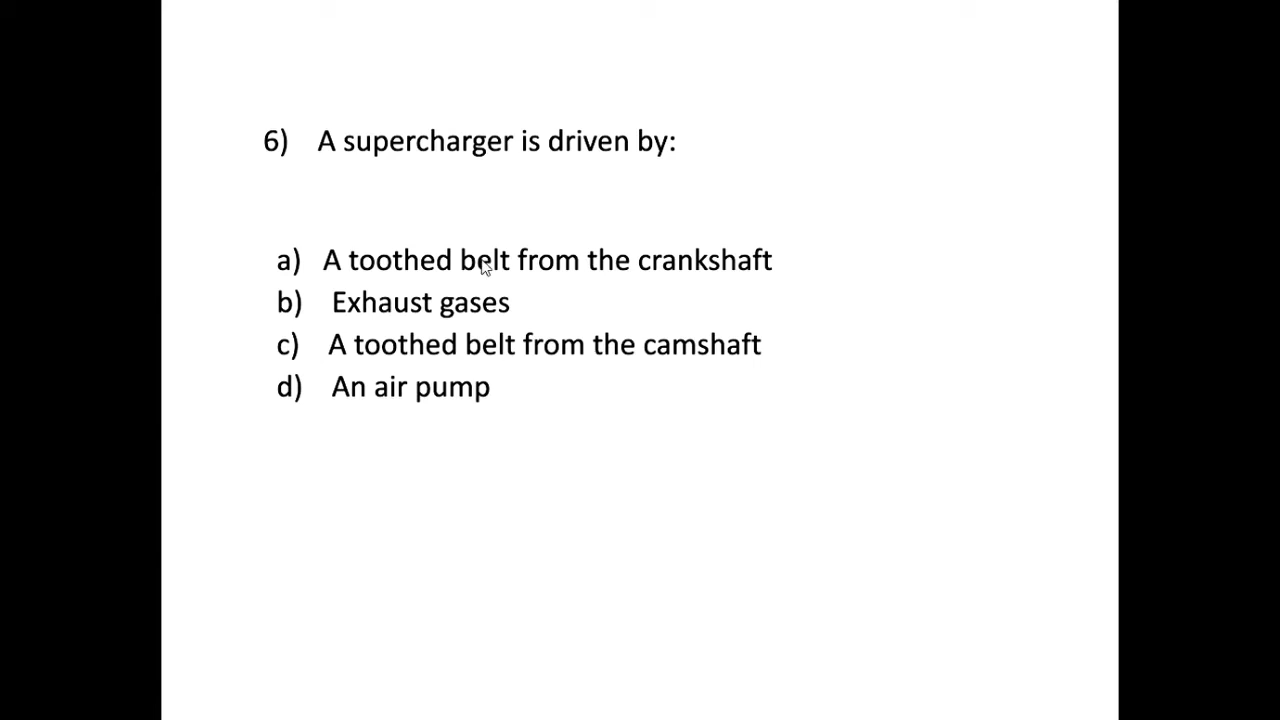 6) A supercharger is driven by:
a) A toothed belt from the crankshaft
b) Exhaust gases
c) A toothed belt from the camshaft
d) An air pump